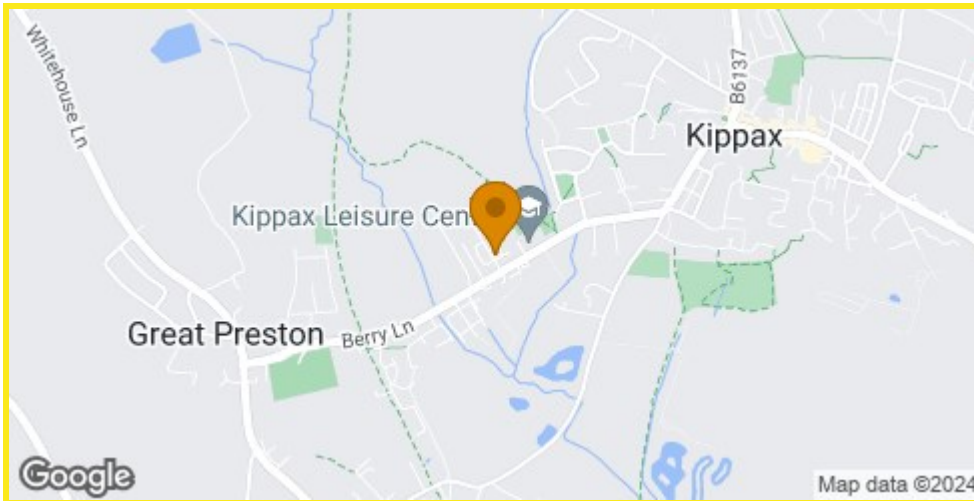 Whitehouse Ln
B6137
Kippax
Kippax Leisure Cen
Great Preston
Berry Ln
Google
Map data ©2024